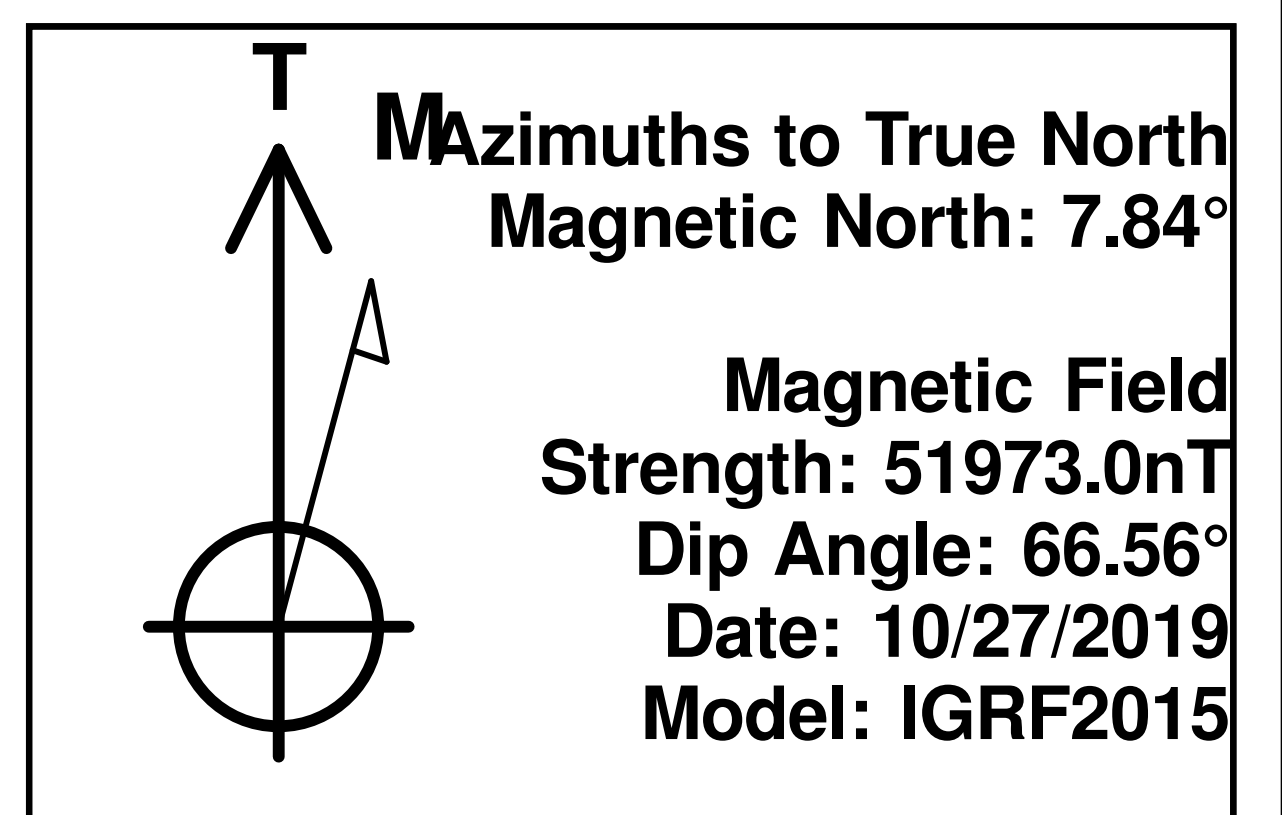 T
M
Azimuths to True North
Magnetic North: 7.84°
Magnetic Field
Strength: 51973.0nT
Dip Angle: 66.56°
Date: 10/27/2019
Model: IGRF2015